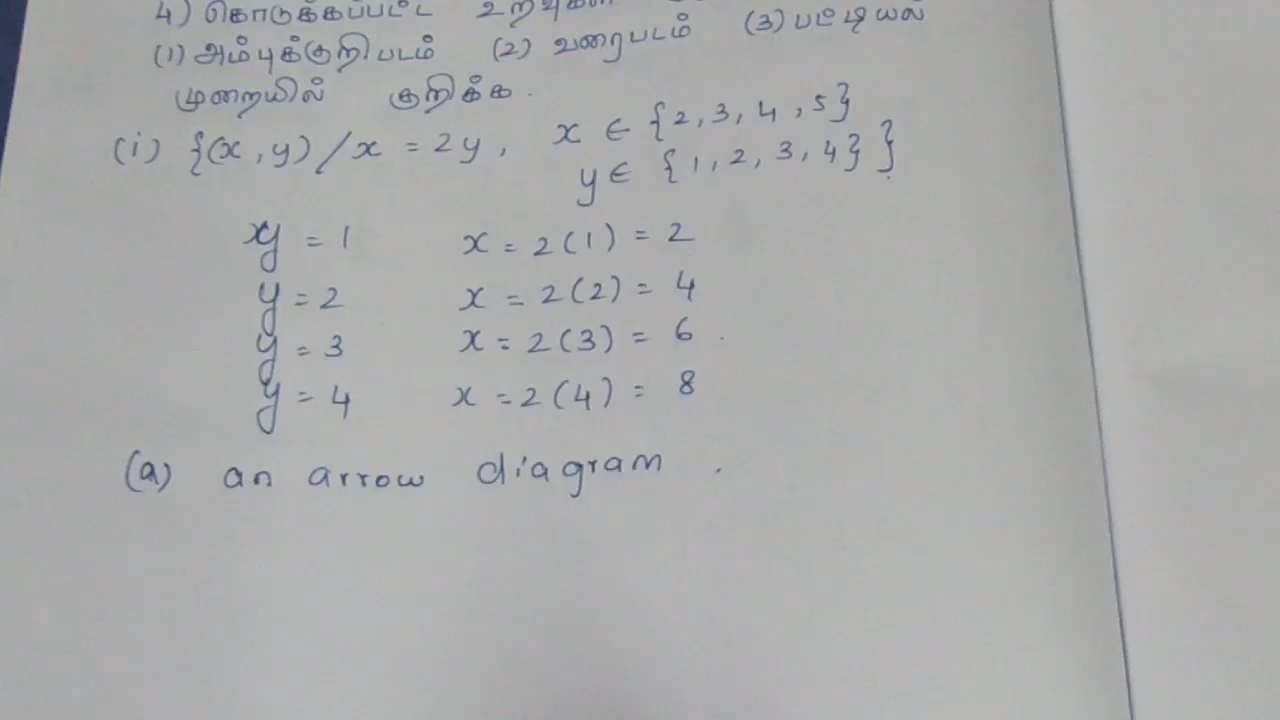 4) கொடுக்கப்பட்ட உறவுகள்
(1) அம்புக்குறிபடம் (2) வரைபடம் (3) பட்டியல்
முறையில் குறிக்க.
(i) {(x, y) / x = 2y, x ∈ {2, 3, 4, 5}
y ∈ {1, 2, 3, 4} }
y = 1 x = 2(1) = 2
y = 2 x = 2(2) = 4
y = 3 x = 2(3) = 6.
y = 4 x = 2(4) = 8
(a) an arrow diagram.